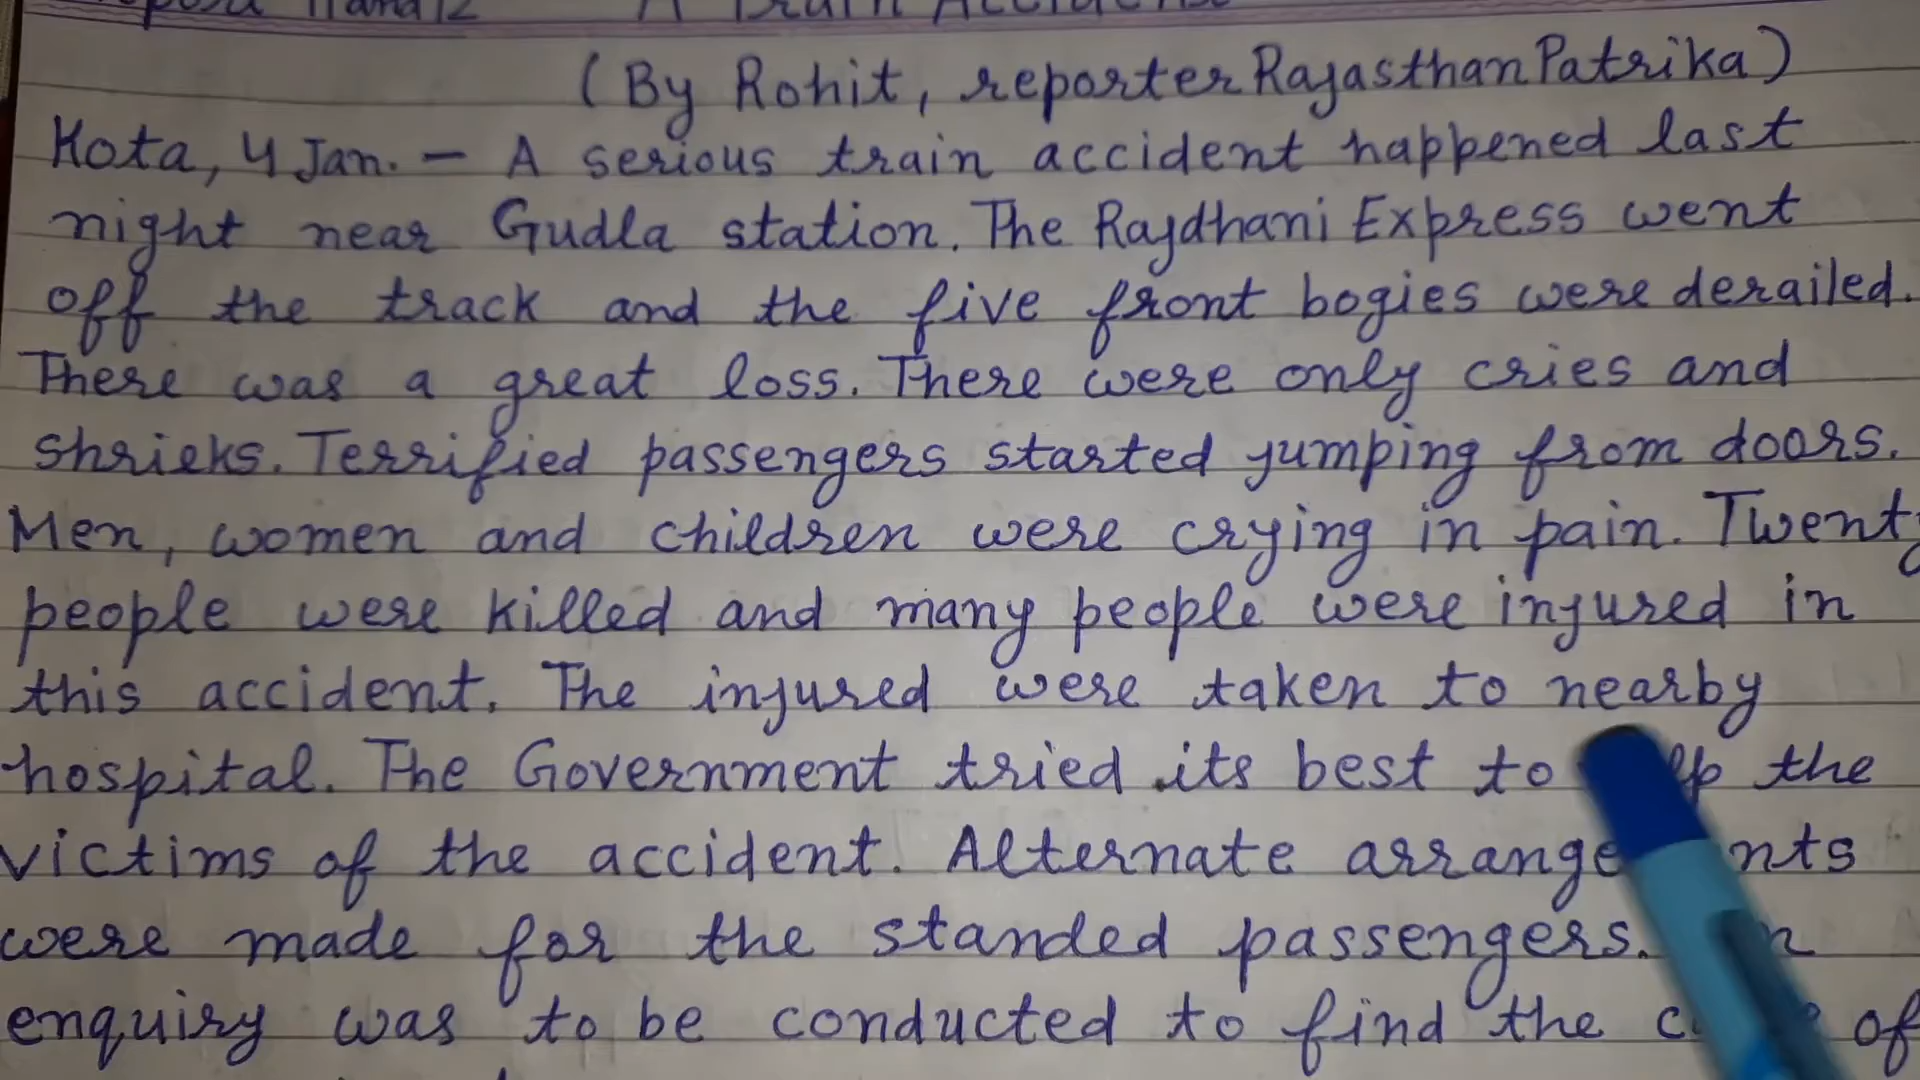 A Train Accident
(By Rohit, reporter Rajasthan Patrika)
Kota, 4 Jan. - A serious train accident happened last
night near Gudla station. The Rajdhani Express went
off the track and the five front bogies were derailed.
There was a great loss. There were only cries and
shrieks. Terrified passengers started jumping from doors.
Men, women and children were crying in pain. Twenty
people were killed and many people were injured in
this accident. The injured were taken to nearby
hospital. The Government tried its best to the
victims of the accident. Alternate
were made for the standed passengers.
enquiry was to be conducted to find the of